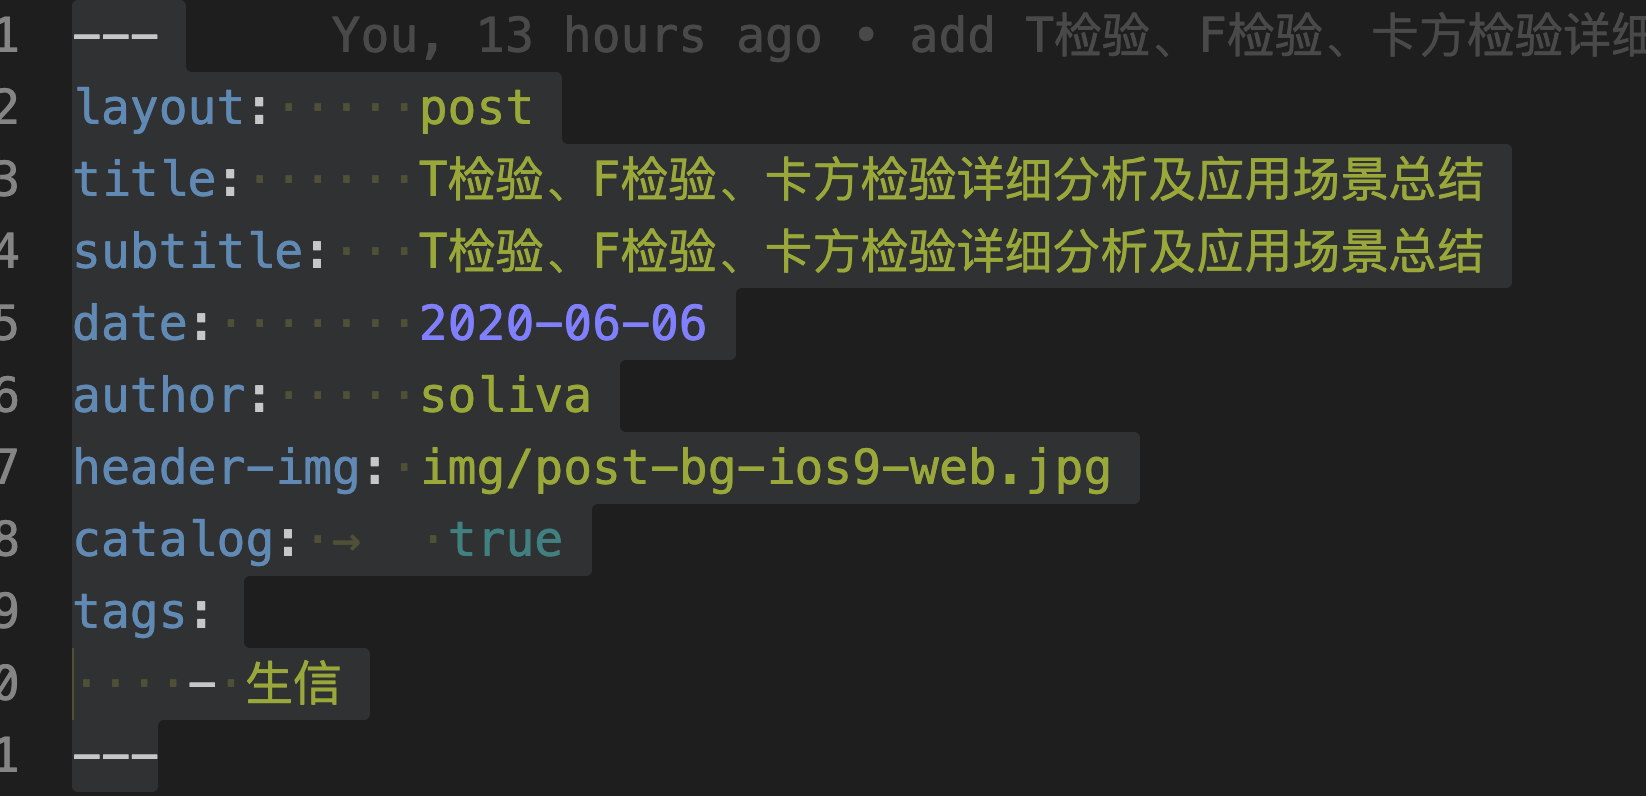 1 --- You, 13 hours ago • add T检验、F检验、卡方检验详细
2 layout: post
3 title: T检验、F检验、卡方检验详细分析及应用场景总结
4 subtitle: T检验、F检验、卡方检验详细分析及应用场景总结
5 date: 2020-06-06
6 author: soliva
7 header-img: img/post-bg-ios9-web.jpg
8 catalog: → true
9 tags:
0 - 生信
1 ---